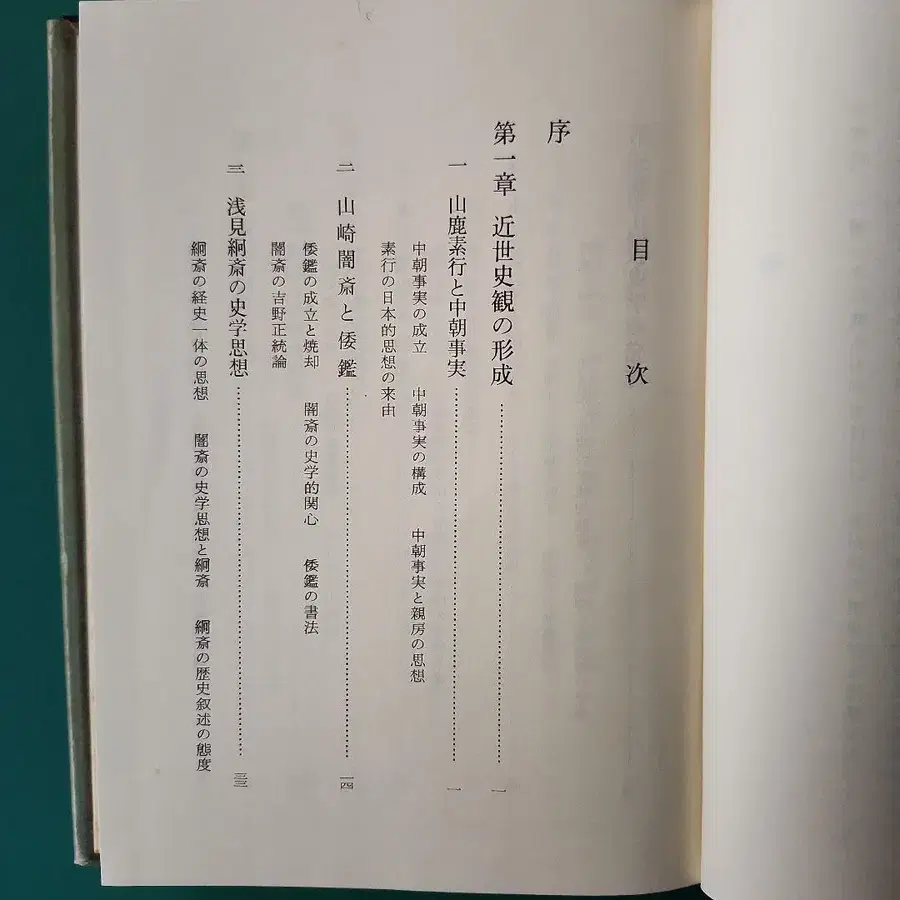 目次
序
第一章 近世史観の形成……一
一 山鹿素行と中朝事実……一
中朝事実の成立 中朝事実の構成 中朝事実と親房の思想
素行の日本的思想の来由
二 山崎闇斎と倭鑑……一四
倭鑑の成立と焼却 闇斎の史学的関心 倭鑑の書法
闇斎の吉野正統論
三 浅見絅斎の史学思想……三三
絅斎の経史一体の思想 闇斎の史学思想と絅斎 絅斎の歴史叙述の態度